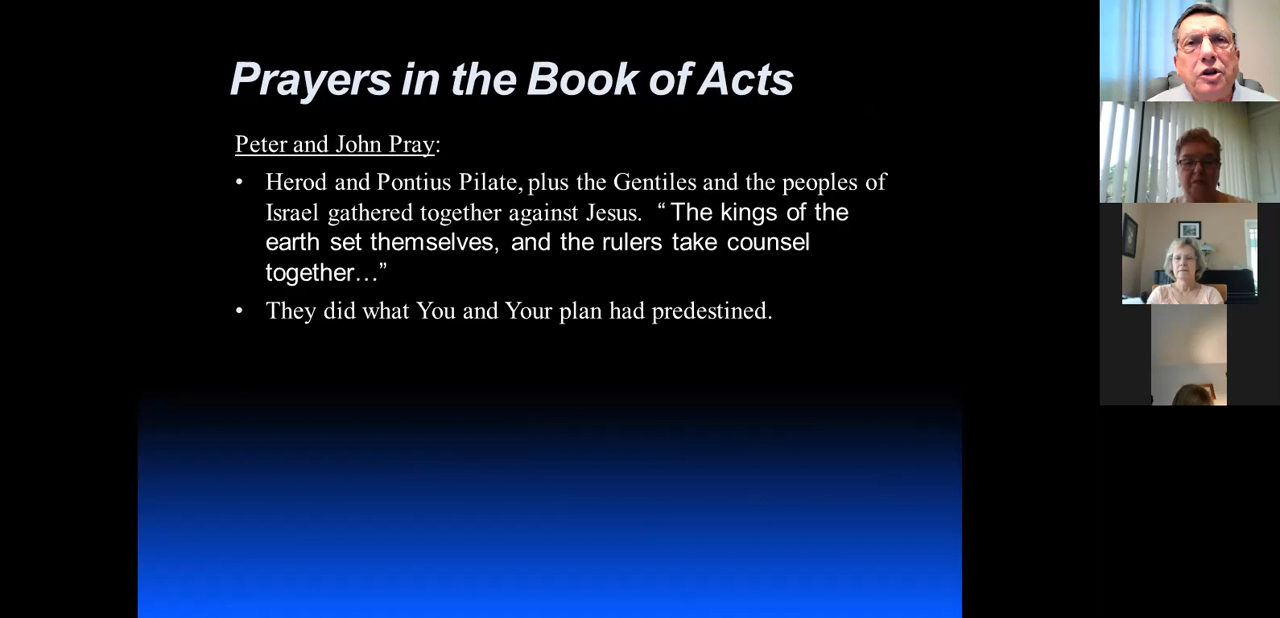 Prayers in the Book of Acts
Peter and John Pray:
• Herod and Pontius Pilate, plus the Gentiles and the peoples of
Israel gathered together against Jesus. “ The kings of the
earth set themselves, and the rulers take counsel
together…”
• They did what You and Your plan had predestined.